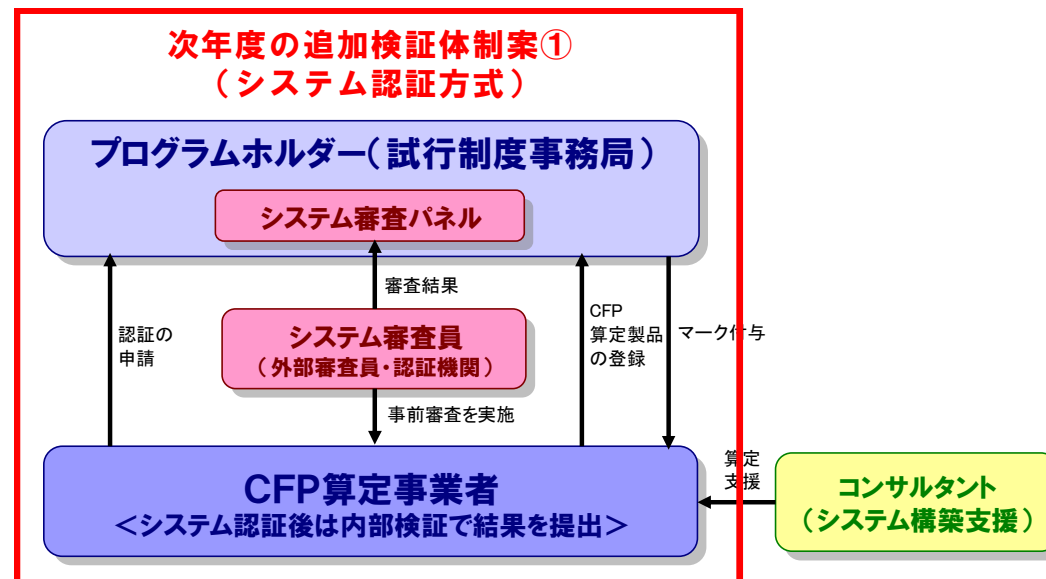 次年度の追加検証体制案①
（システム認証方式）
プログラムホルダー（試行制度事務局）
システム審査パネル
審査結果
認証の
申請
システム審査員
（外部審査員・認証機関）
CFP
算定製品
の登録
マーク付与
事前審査を実施
CFP算定事業者
＜システム認証後は内部検証で結果を提出＞
算定
支援
コンサルタント
（システム構築支援）